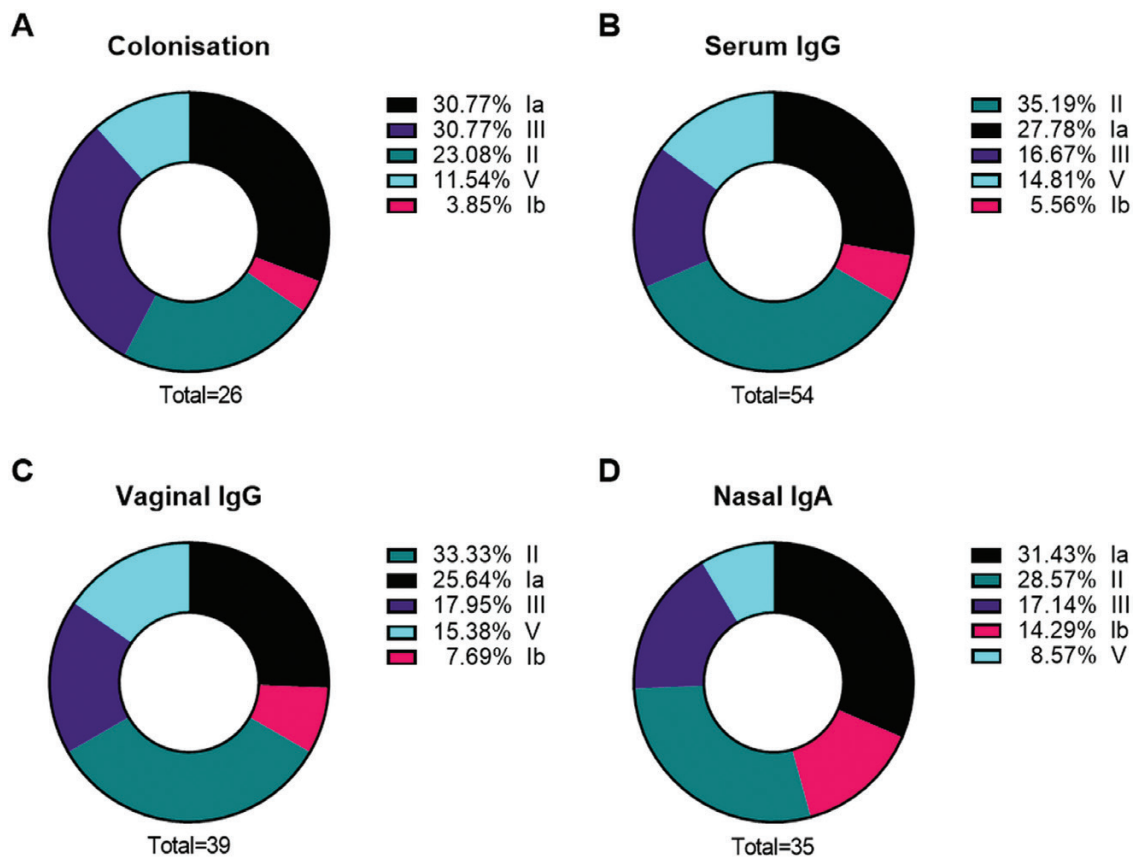 A
Colonisation
30.77% Ia
30.77% III
23.08% II
11.54% V
3.85% Ib
Total=26
B
Serum IgG
35.19% II
27.78% Ia
16.67% III
14.81% V
5.56% Ib
Total=54
C
Vaginal IgG
33.33% II
25.64% Ia
17.95% III
15.38% V
7.69% Ib
Total=39
D
Nasal IgA
31.43% Ia
28.57% II
17.14% III
14.29% Ib
8.57% V
Total=35